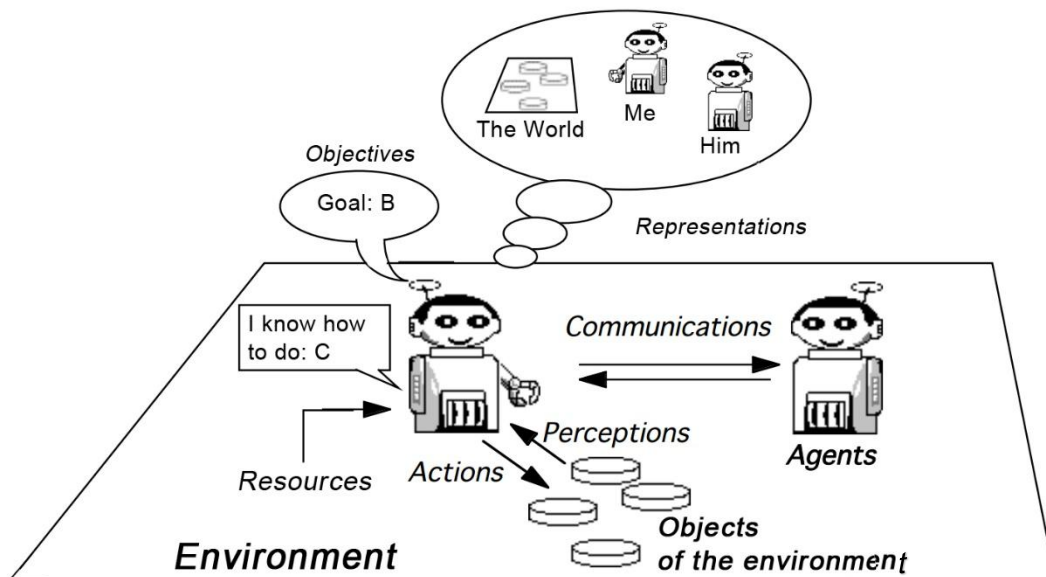 The World
Me
Him
Objectives
Goal: B
Representations
I know how
to do: C
Communications
Perceptions
Agents
Resources
Actions
Objects
of the environment
Environment